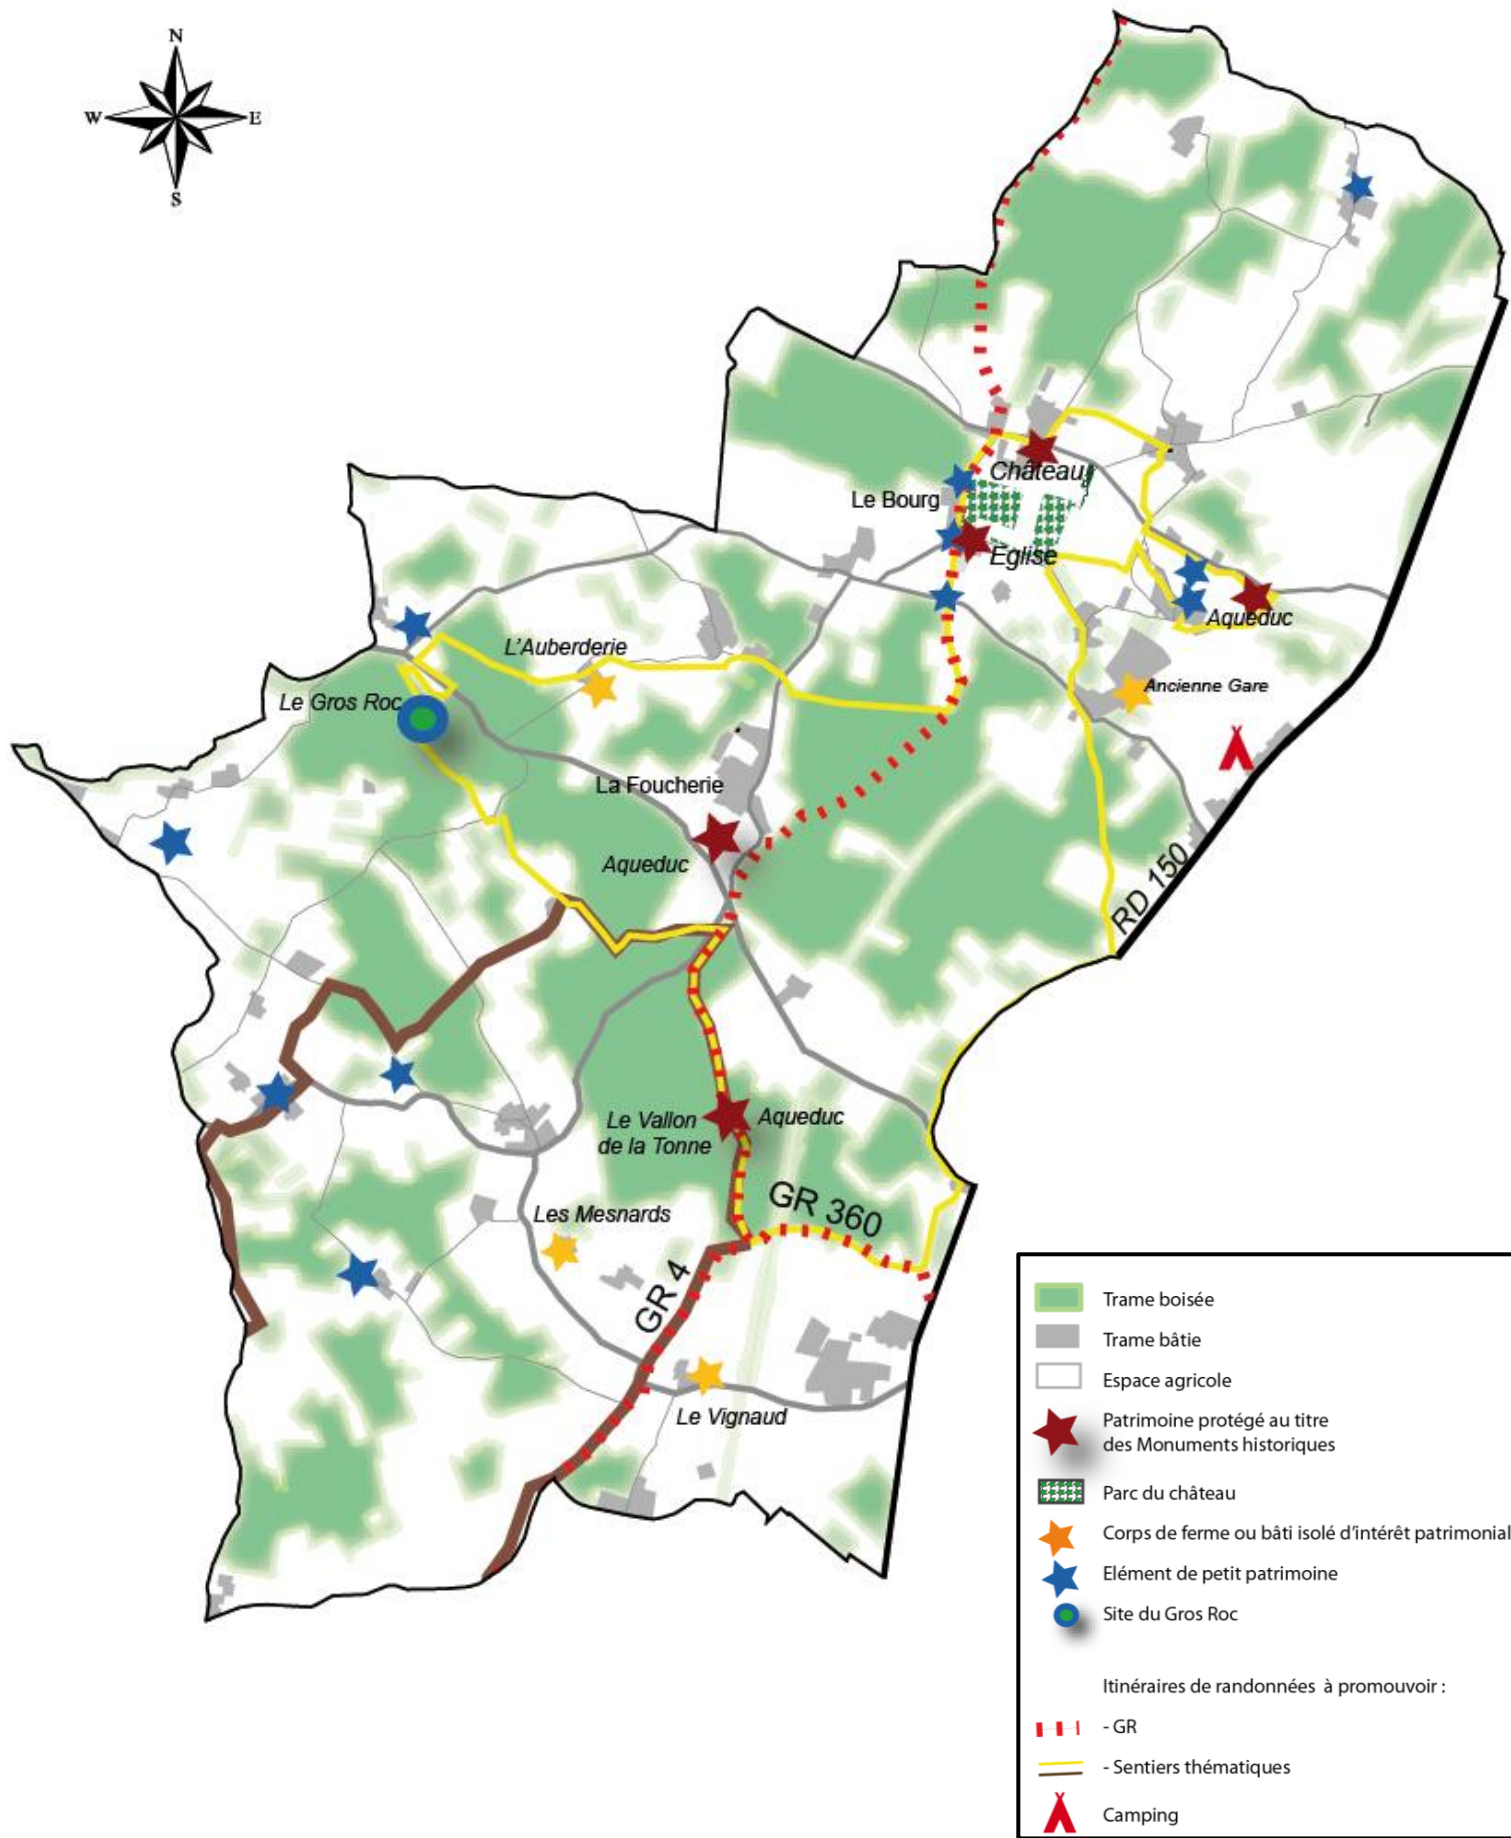 N
W
E
S
Château
Le Bourg
Eglise
Aqueduc
L'Auberderie
Ancienne Gare
Le Gros Roc
La Foucherie
Aqueduc
RD 150
Le Vallon
de la Tonne
Aqueduc
GR 360
Les Mesnards
GR 4
Le Vignaud
Trame boisée
Trame bâtie
Espace agricole
Patrimoine protégé au titre
des Monuments historiques
Parc du château
Corps de ferme ou bâti isolé d'intérêt patrimonial
Elément de petit patrimoine
Site du Gros Roc
Itinéraires de randonnées à promouvoir :
- GR
- Sentiers thématiques
Camping